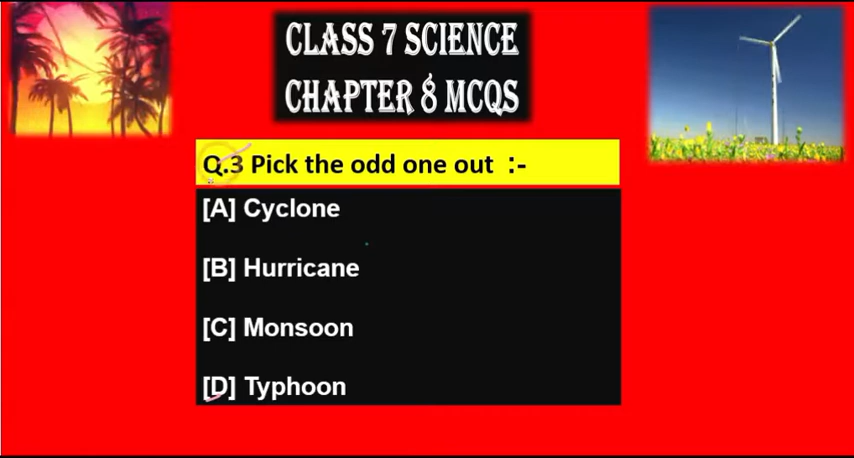 CLASS 7 SCIENCE
CHAPTER 8 MCQS
Q.3 Pick the odd one out :-
[A] Cyclone
[B] Hurricane
[C] Monsoon
[D] Typhoon